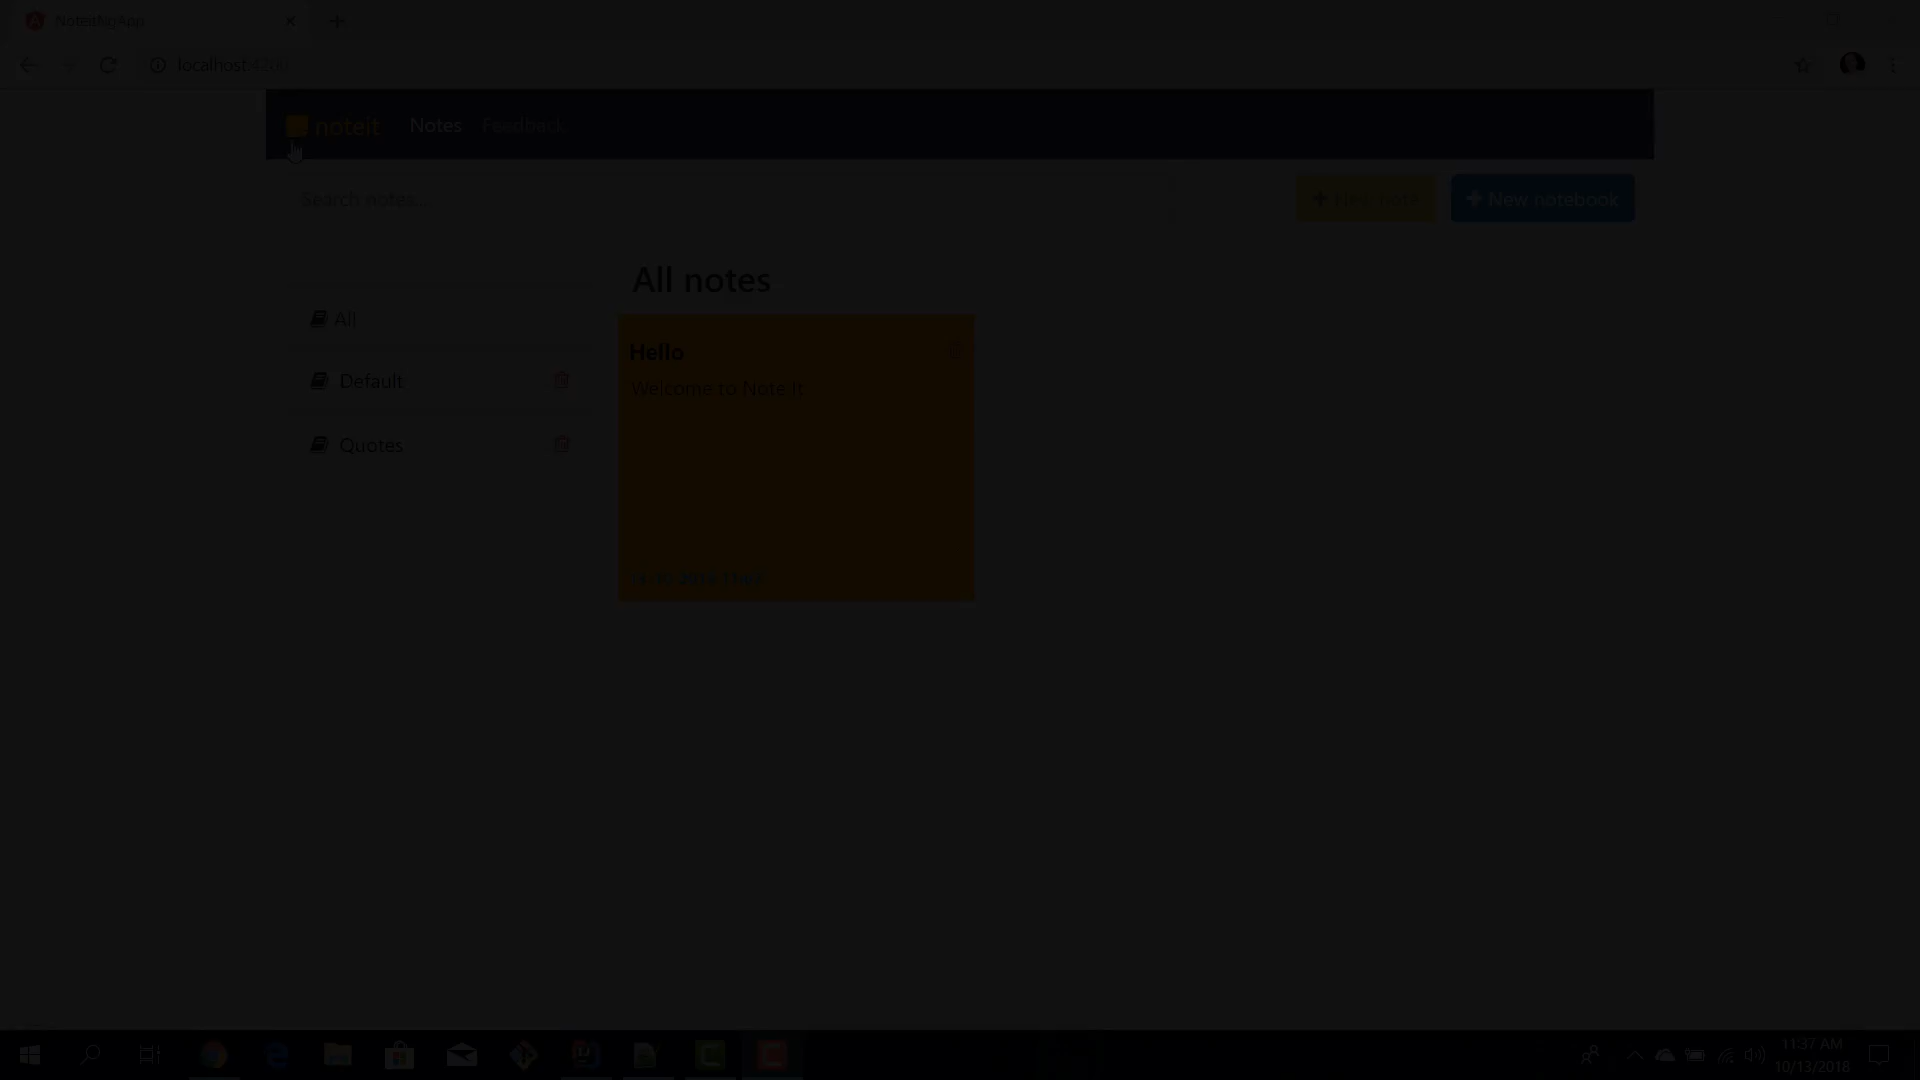 localhost:4200
noteit
Notes
Feedback
Search notes...
New note
New notebook
All notes
All
Default
Quotes
Hello
Welcome to Note It
11:37 AM
10/13/2018